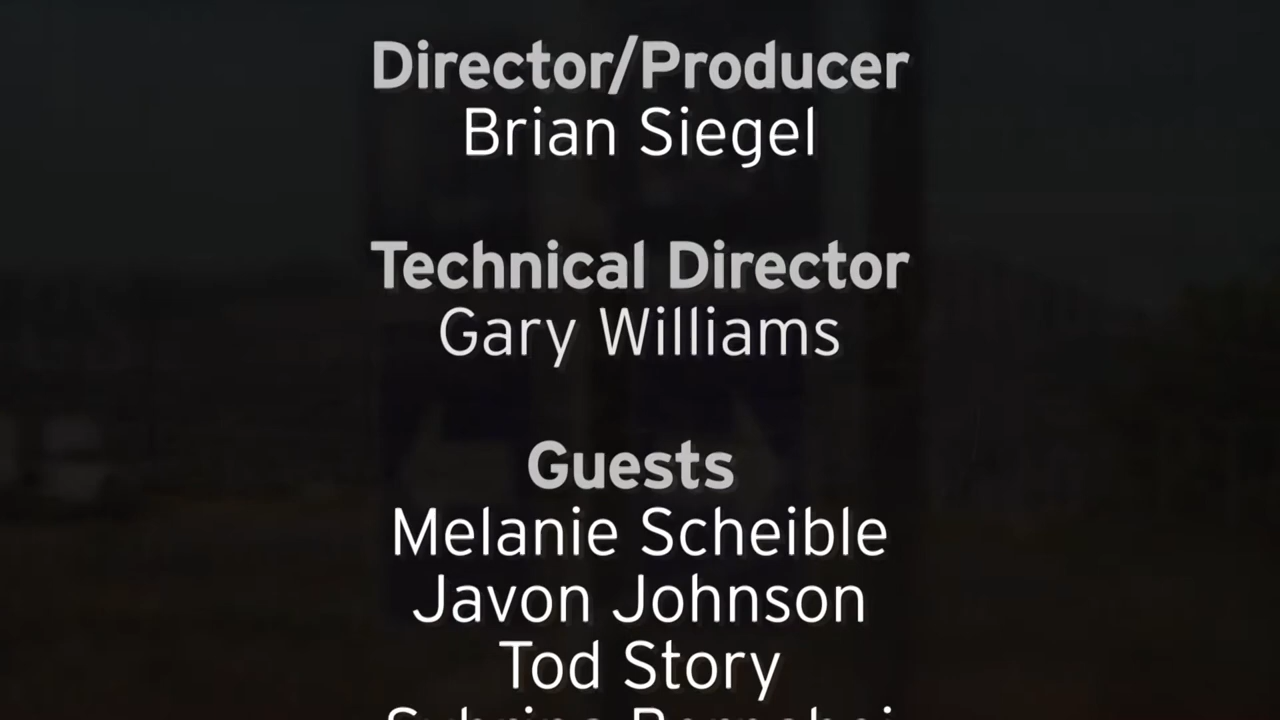 Director/Producer
Brian Siegel
Technical Director
Gary Williams
Guests
Melanie Scheible
Javon Johnson
Tod Story